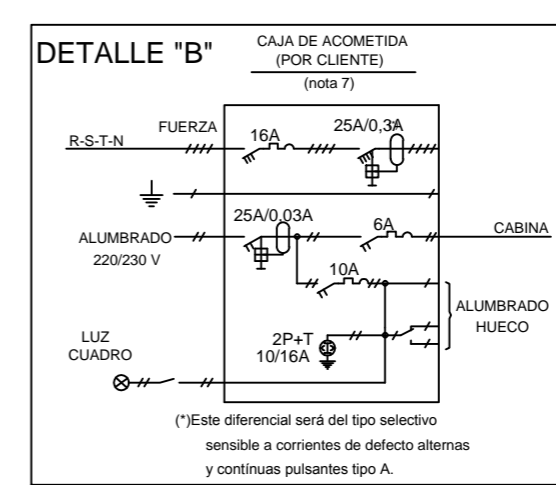 DETALLE "B"
CAJA DE ACOMETIDA
(POR CLIENTE)
(nota 7)
FUERZA
R-S-T-N
16A
25A/0,3A
*
25A/0,03A
6A
CABINA
ALUMBRADO
220/230 V
10A
ALUMBRADO
HUECO
LUZ
CUADRO
2P+T
10/16A
(*)Este diferencial será del tipo selectivo
sensible a corrientes de defecto alternas
y contínuas pulsantes tipo A.